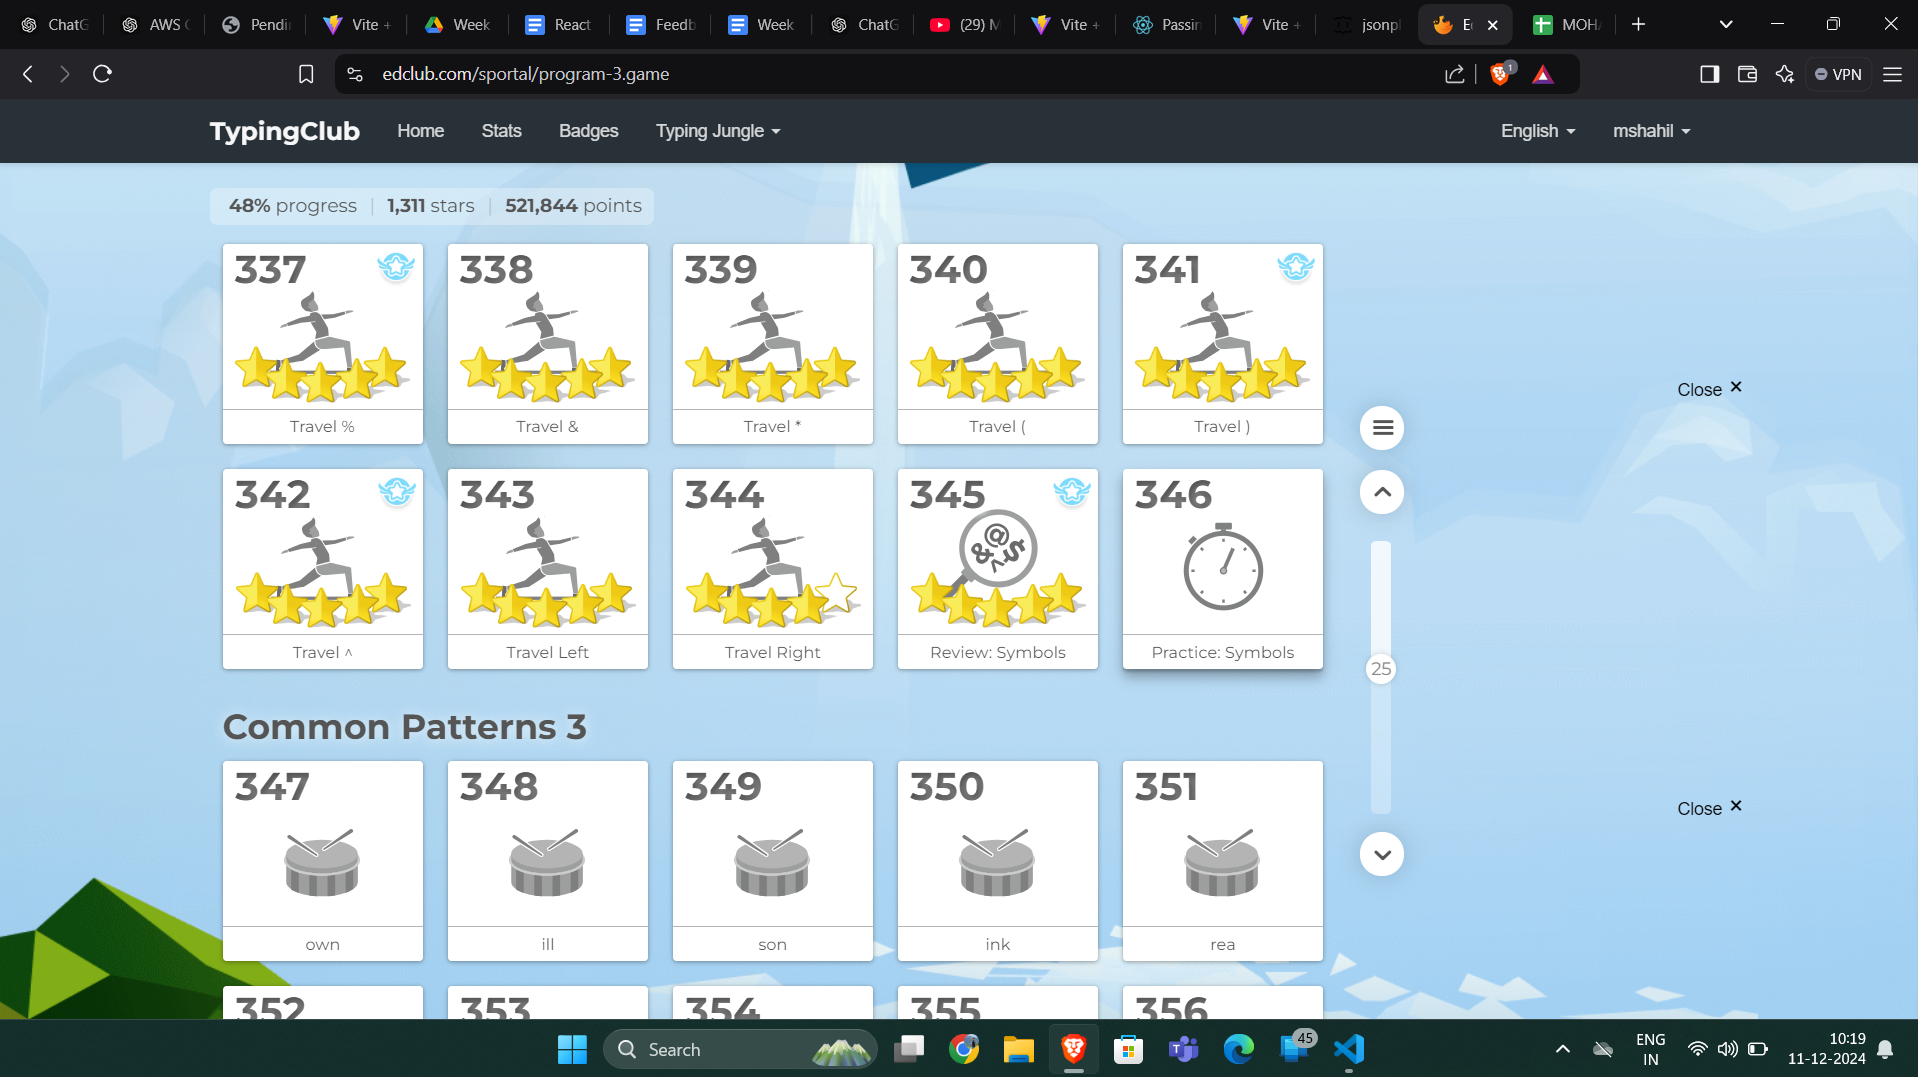 ChatG
AWS C
Pendi
Vite +
Week
React
Feedb
Week
ChatG
(29) M
Vite +
Passin
Vite +
jsonpl
E
MOHA
edclub.com/sportal/program-3.game
1
VPN
TypingClub
Home
Stats
Badges
Typing Jungle
English
mshahil
48% progress | 1,311 stars | 521,844 points
337
338
339
340
341
Travel %
Travel &
Travel *
Travel (
Travel )
Close ×
342
343
344
345
346
@
&
$
^
Travel ^
Travel Left
Travel Right
Review: Symbols
Practice: Symbols
25
Common Patterns 3
347
348
349
350
351
own
ill
son
ink
rea
Close ×
352
353
354
355
356
Search
45
ENG
IN
10:19
11-12-2024